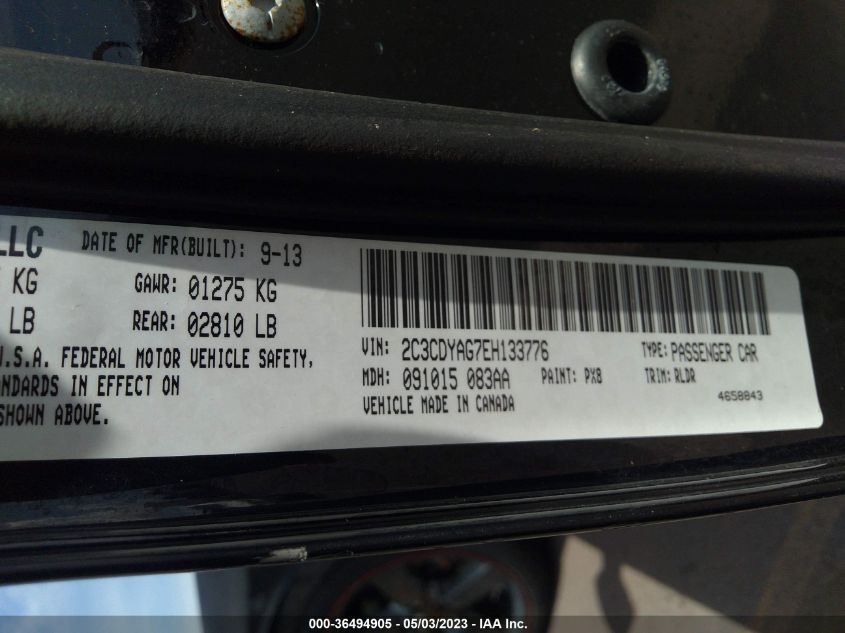 LLC DATE OF MFR(BUILT): 9-13
KG GAWR: 01275 KG
LB REAR: 02810 LB
U.S.A. FEDERAL MOTOR VEHICLE SAFETY,
IN EFFECT ON
SHOWN ABOVE.
VIN: 2C3CDYAG7EH133776 TYPE: PASSENGER CAR
MDH: 091015 083AA PAINT: PX8 TRIM: RLDR
VEHICLE MADE IN CANADA 4658843
000-36494905 - 05/03/2023 - IAA Inc.